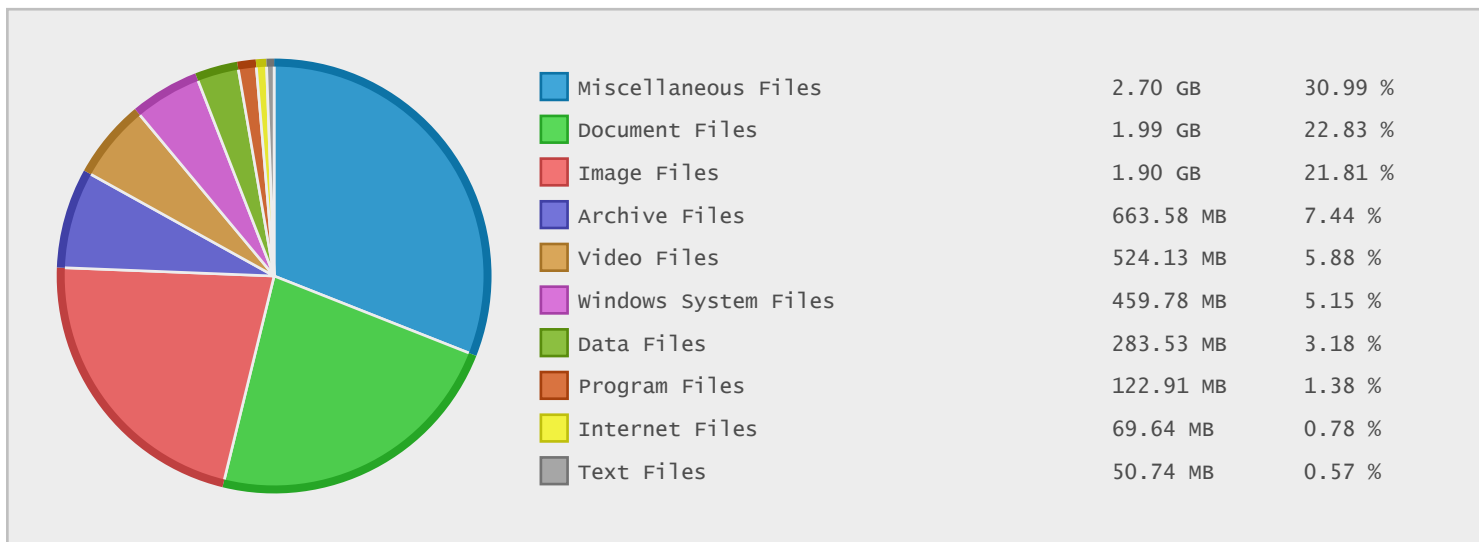 Miscellaneous Files 2.70 GB 30.99 %
Document Files 1.99 GB 22.83 %
Image Files 1.90 GB 21.81 %
Archive Files 663.58 MB 7.44 %
Video Files 524.13 MB 5.88 %
Windows System Files 459.78 MB 5.15 %
Data Files 283.53 MB 3.18 %
Program Files 122.91 MB 1.38 %
Internet Files 69.64 MB 0.78 %
Text Files 50.74 MB 0.57 %